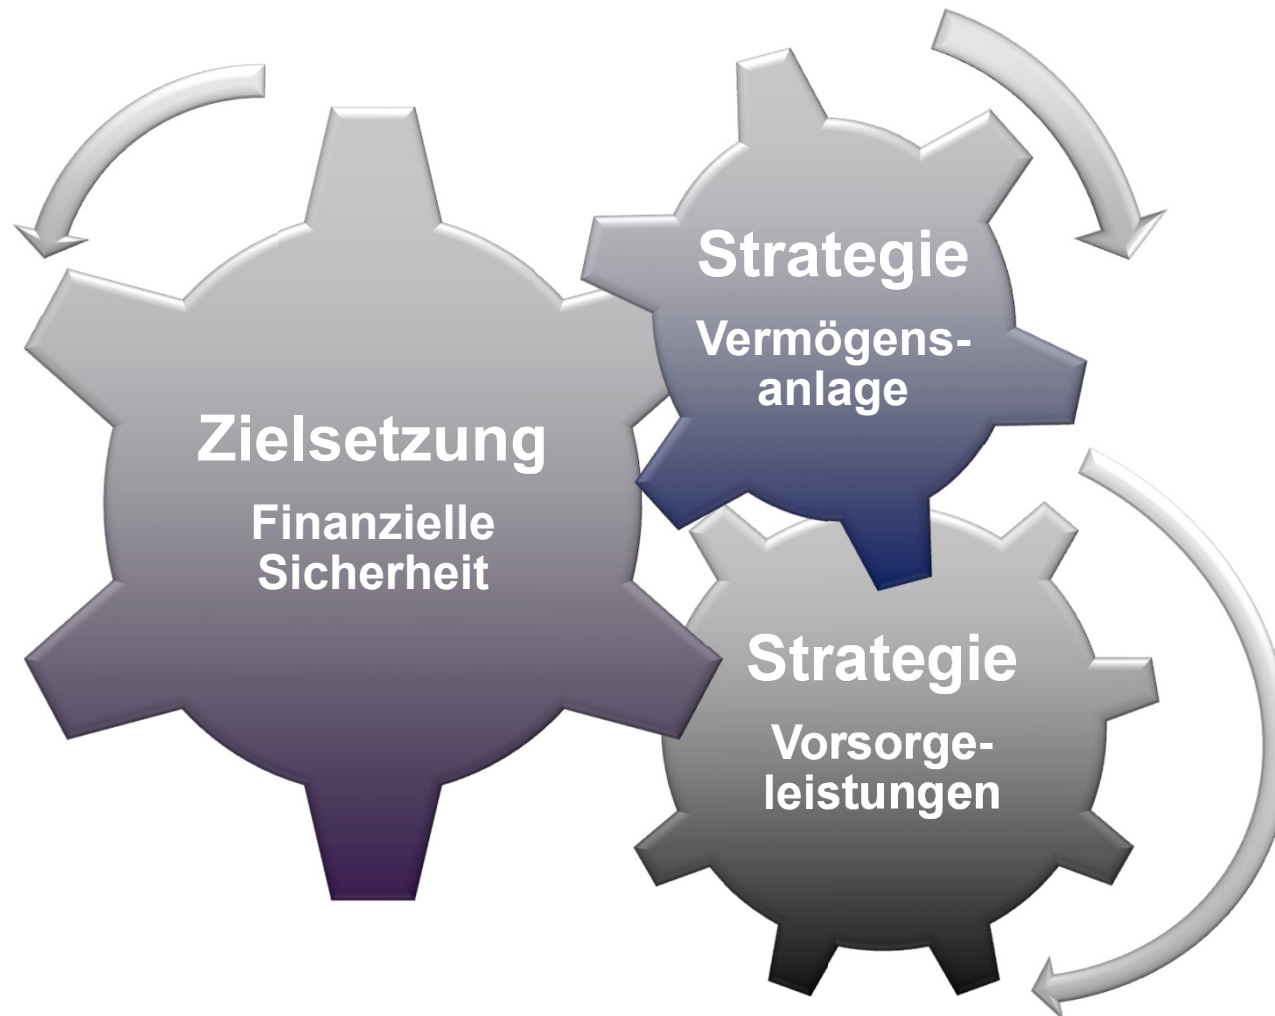 Zielsetzung
Finanzielle
Sicherheit
Strategie
Vermögens-
anlage
Strategie
Vorsorge-
leistungen